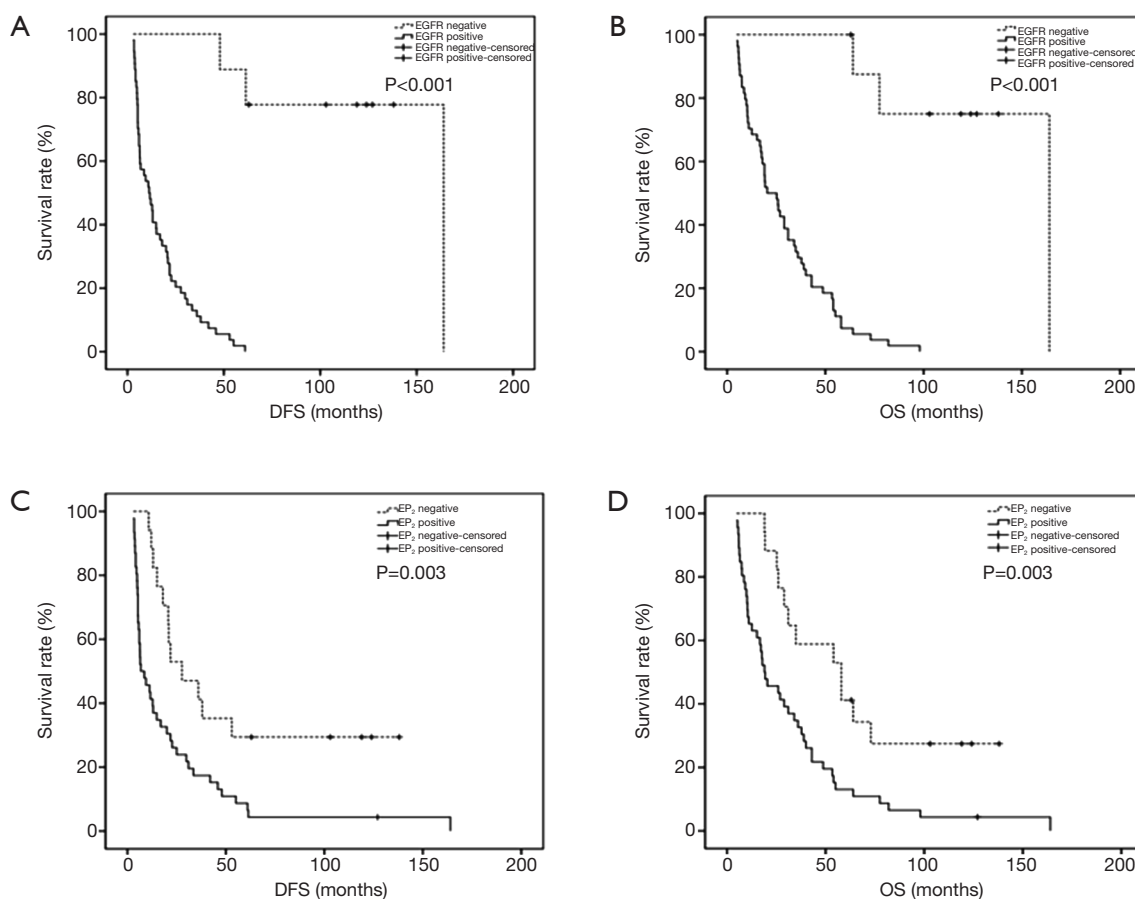 A
EGFR negative
EGFR positive
EGFR negative-censored
EGFR positive-censored
P<0.001
100
80
60
40
20
0
Survival rate (%)
0 50 100 150 200
DFS (months)
B
EGFR negative
EGFR positive
EGFR negative-censored
EGFR positive-censored
P<0.001
100
80
60
40
20
0
Survival rate (%)
0 50 100 150 200
OS (months)
C
EP₂ negative
EP₂ positive
EP₂ negative-censored
EP₂ positive-censored
P=0.003
100
80
60
40
20
0
Survival rate (%)
0 50 100 150 200
DFS (months)
D
EP₂ negative
EP₂ positive
EP₂ negative-censored
EP₂ positive-censored
P=0.003
100
80
60
40
20
0
Survival rate (%)
0 50 100 150 200
OS (months)